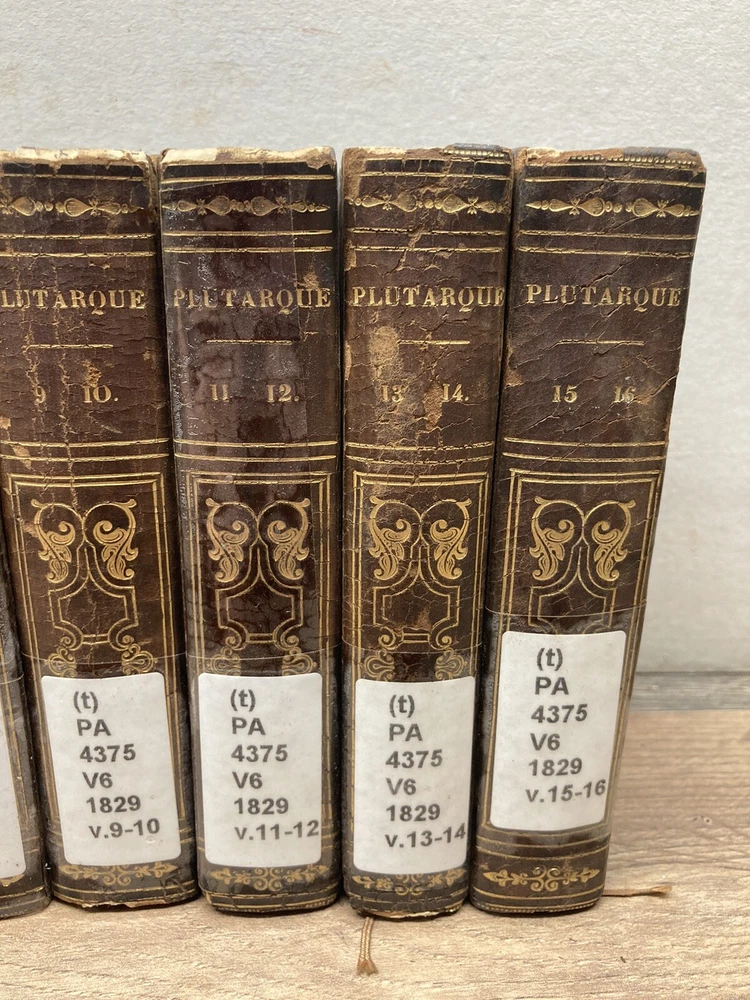 LUTARQUE
9 10.
(t)
PA
4375
V6
1829
v.9-10
PLUTARQUE
11 12.
(t)
PA
4375
V6
1829
v.11-12
PLUTARQUE
13 14.
(t)
PA
4375
V6
1829
v.13-14
PLUTARQUE
15 16
(t)
PA
4375
V6
1829
v.15-16